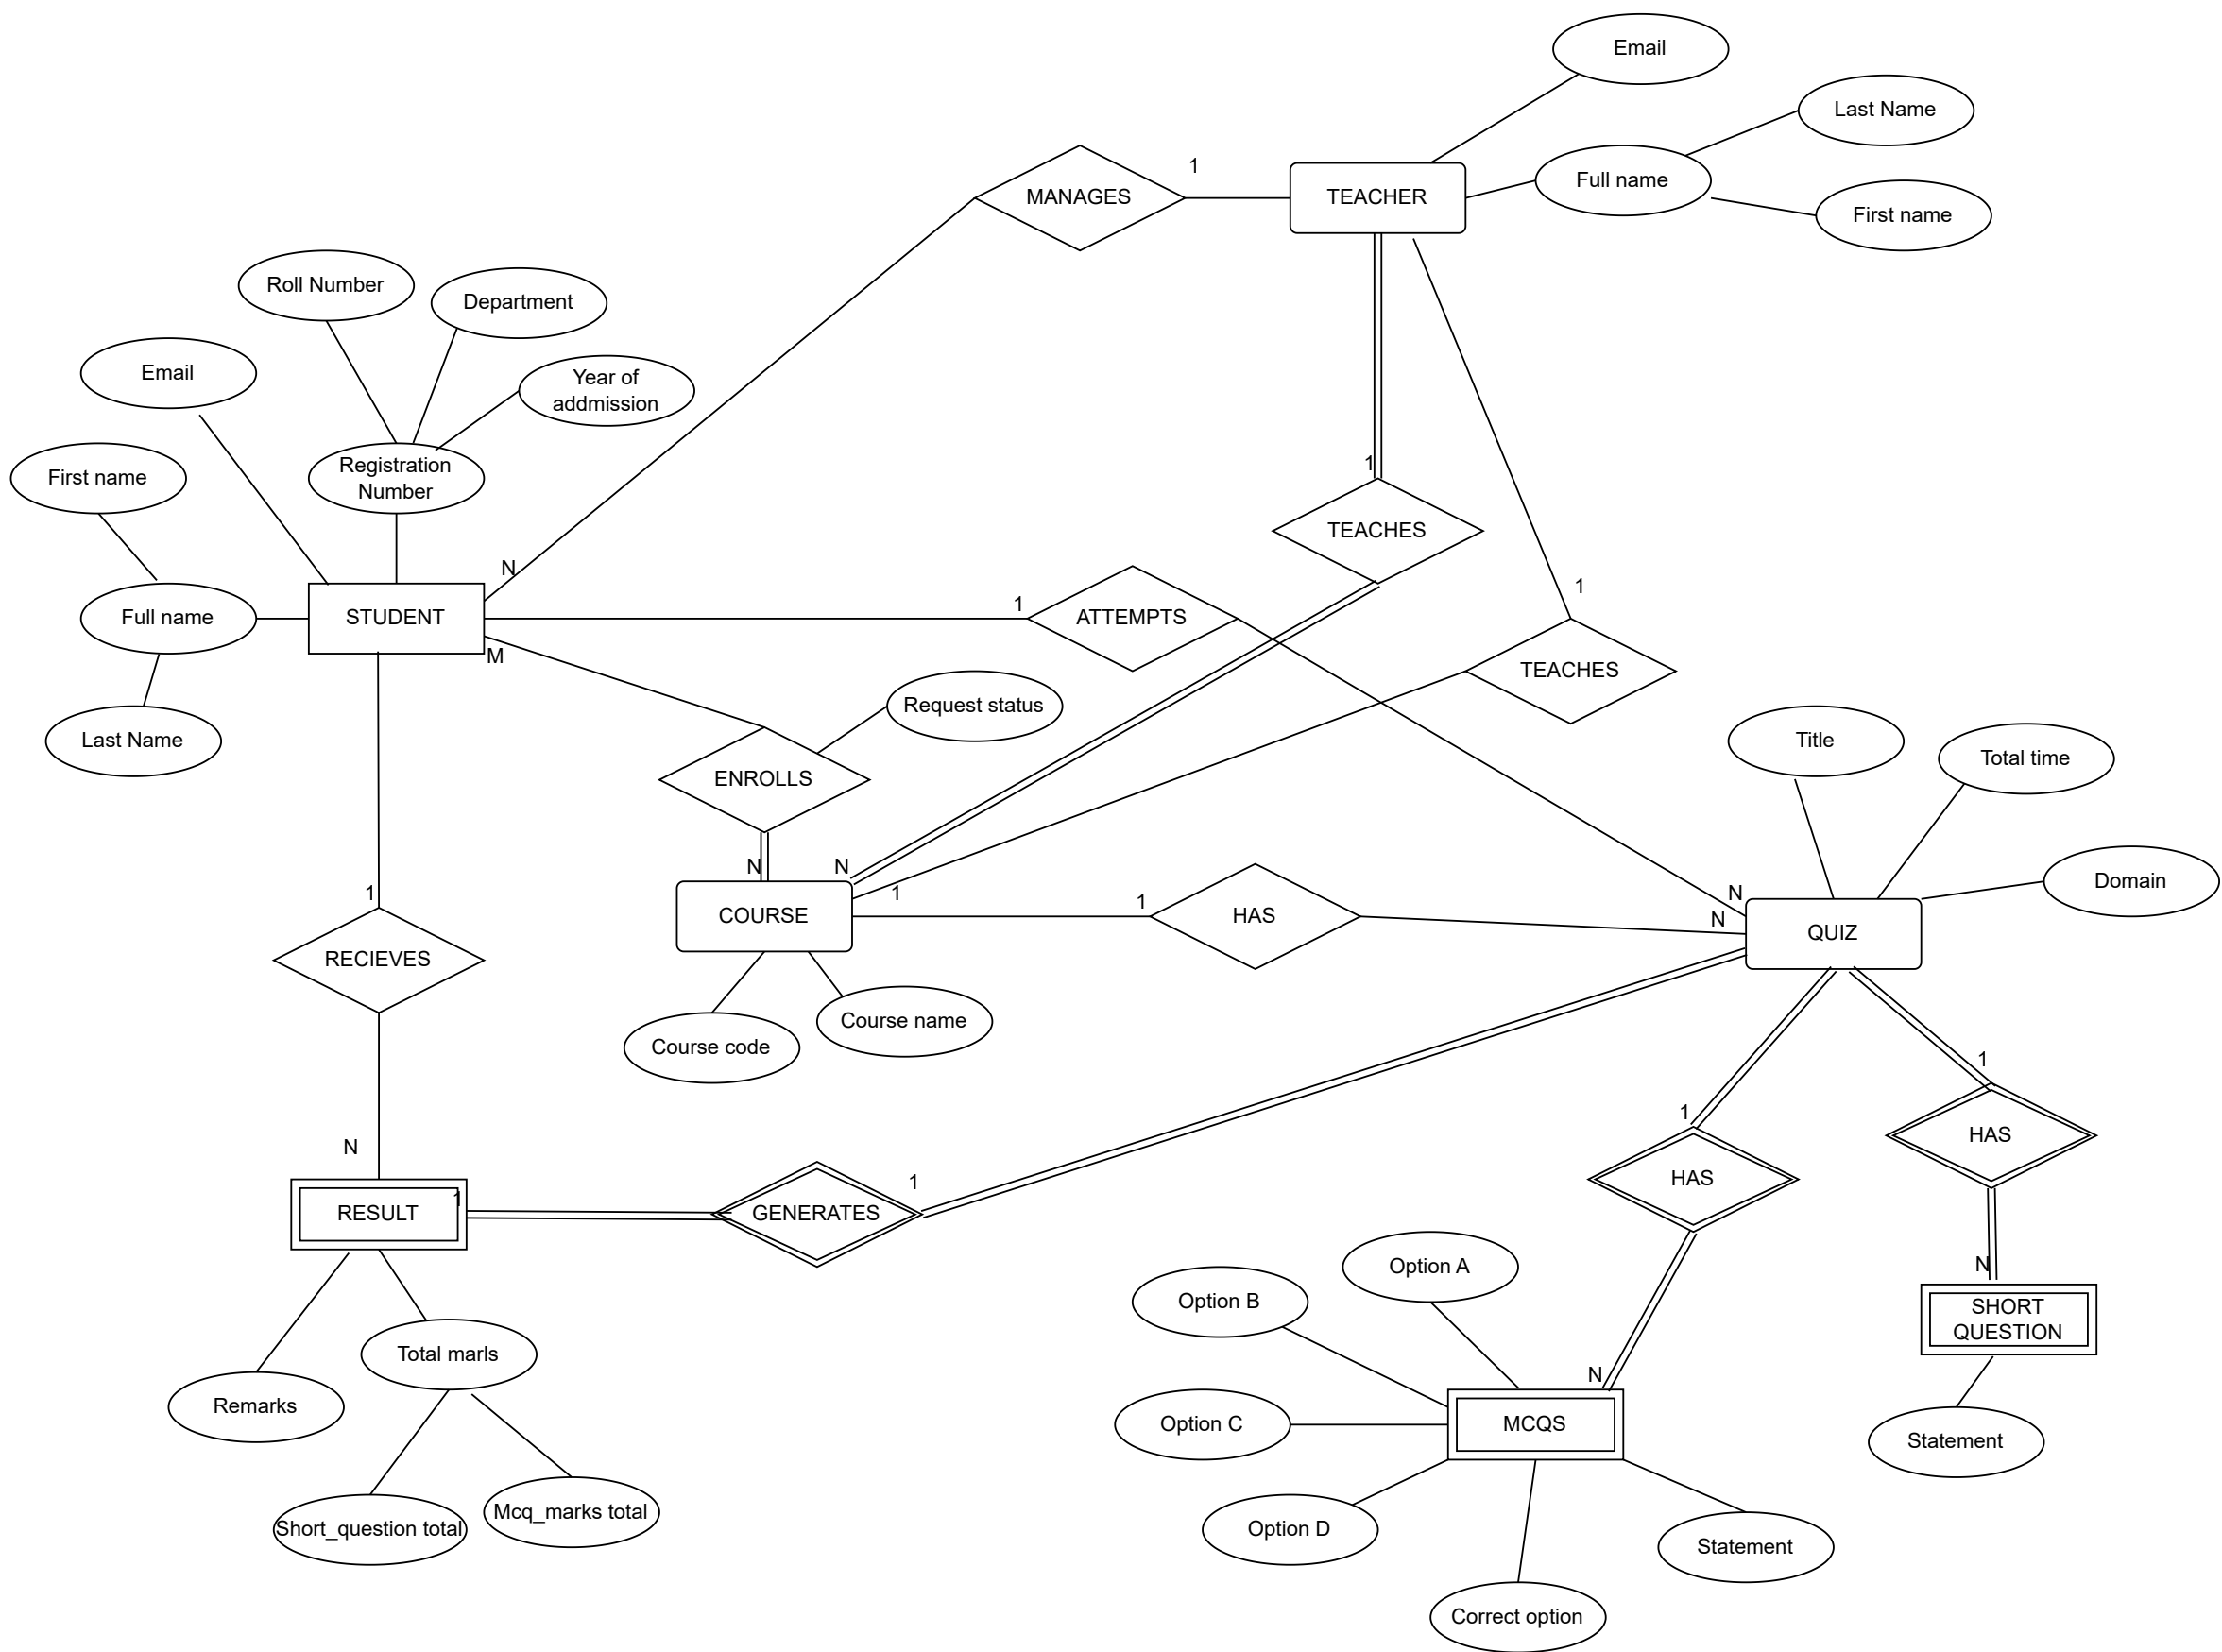 Email
Last Name
1
MANAGES
TEACHER
Full name
First name
Roll Number
Department
Email
Year of
addmission
First name
Registration
Number
1
TEACHES
N
1
1
STUDENT
Full name
ATTEMPTS
M
TEACHES
Request status
Last Name
Title
Total time
ENROLLS
N
N
Domain
1
1
1
N
N
COURSE
HAS
QUIZ
RECIEVES
Course name
Course code
1
1
N
HAS
HAS
1
1
RESULT
GENERATES
Option A
N
Option B
SHORT
QUESTION
Total marls
N
Remarks
Option C
MCQS
Statement
Mcq_marks total
Short_question total
Option D
Statement
Correct option